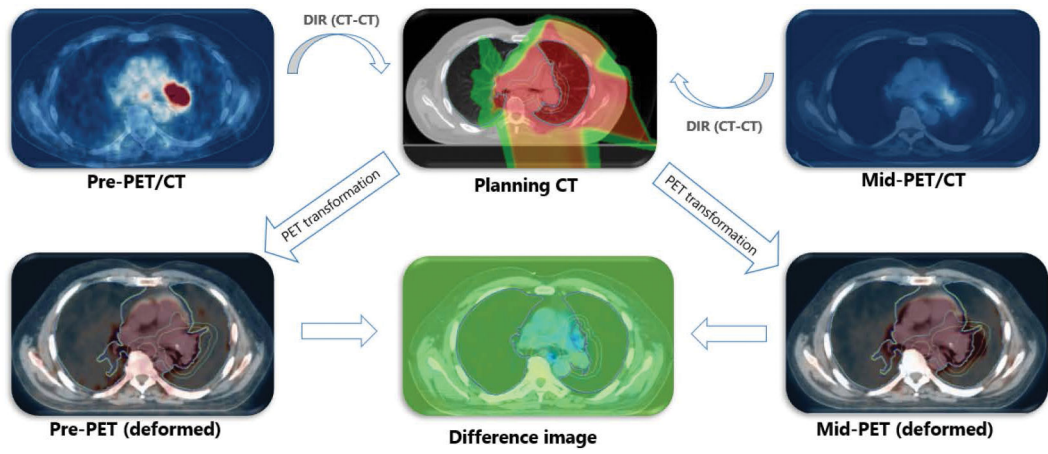 DIR (CT-CT)
DIR (CT-CT)
Pre-PET/CT
Planning CT
Mid-PET/CT
PET transformation
PET transformation
Pre-PET (deformed)
Difference image
Mid-PET (deformed)